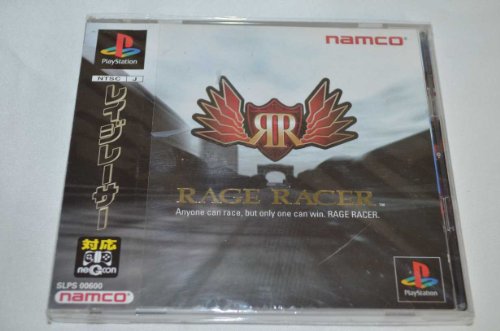 PlayStation
NTSC J
レイジレーサー
対応
neGcon
SLPS 00600
namco
namco
RR
RAGE RACER™
Anyone can race, but only one can win. RAGE RACER.
PlayStation